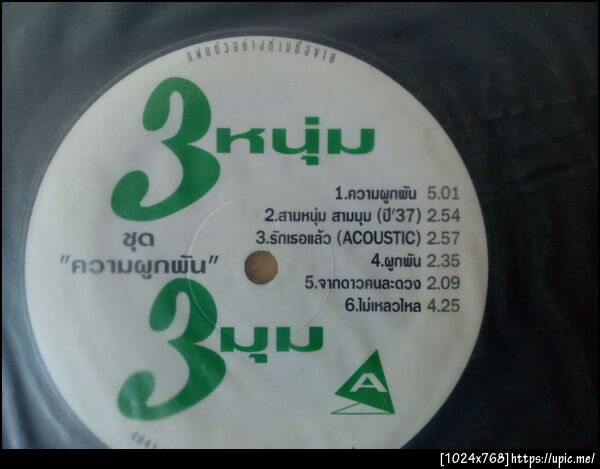 แผ่นตัวอย่างห้ามซื้อขาย
3หนุ่ม
1.ความผูกพัน 5.01
2.สามหนุ่ม สามมุม (ปี'37) 2.54
3.รักเธอแล้ว (ACOUSTIC) 2.57
4.ผูกพัน 2.35
5.จากดาวคนละดวง 2.09
6.ไม่เหลวไหล 4.25
ชุด
"ความผูกพัน"
3มุม
A
[1024x768]https://upic.me/